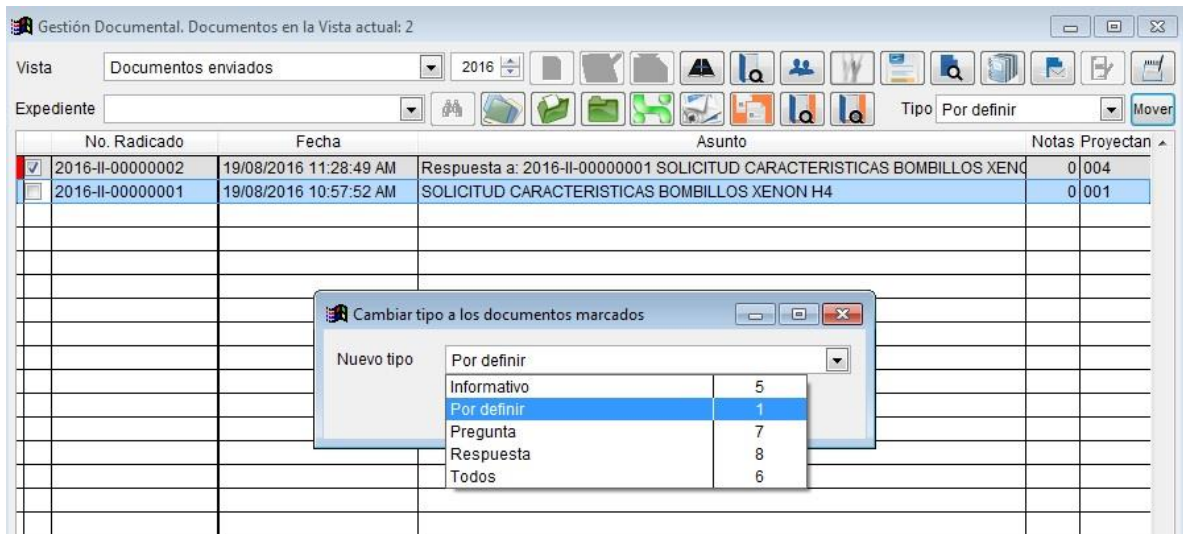 Gestión Documental. Documentos en la Vista actual: 2
Vista Documentos enviados 2016
Expediente Tipo Por definir Mover
No. Radicado Fecha Asunto Notas Proyectan
2016-II-00000002 19/08/2016 11:28:49 AM Respuesta a: 2016-II-00000001 SOLICITUD CARACTERISTICAS BOMBILLOS XENO 0 004
2016-II-00000001 19/08/2016 10:57:52 AM SOLICITUD CARACTERISTICAS BOMBILLOS XENON H4 0 001
Cambiar tipo a los documentos marcados
Nuevo tipo Por definir
Informativo 5
Por definir 1
Pregunta 7
Respuesta 8
Todos 6